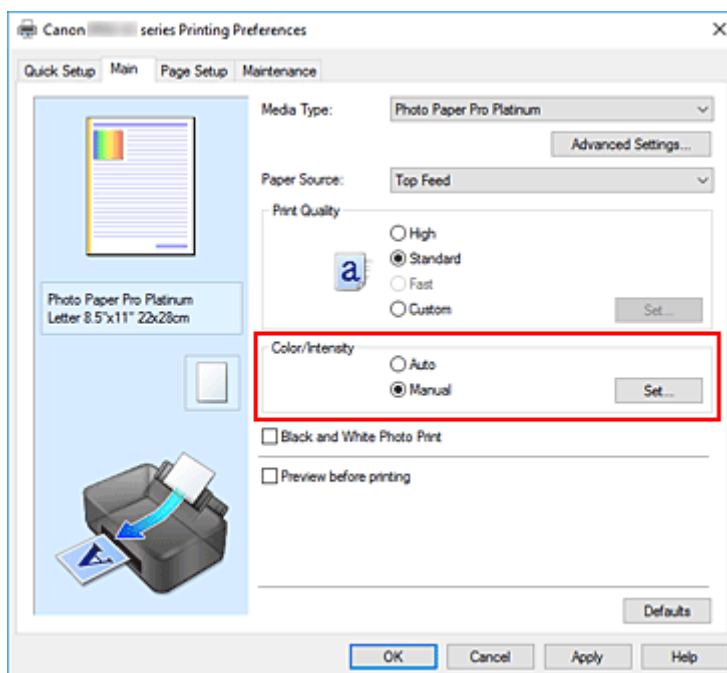 Canon series Printing Preferences
Quick Setup Main Page Setup Maintenance
Media Type: Photo Paper Pro Platinum
Advanced Settings...
Paper Source: Top Feed
Print Quality
High
a Standard
Fast
Custom Set...
Photo Paper Pro Platinum
Letter 8.5"x11" 22x28cm
Color/Intensity
Auto
Manual Set...
Black and White Photo Print
Preview before printing
A
Defaults
OK Cancel Apply Help